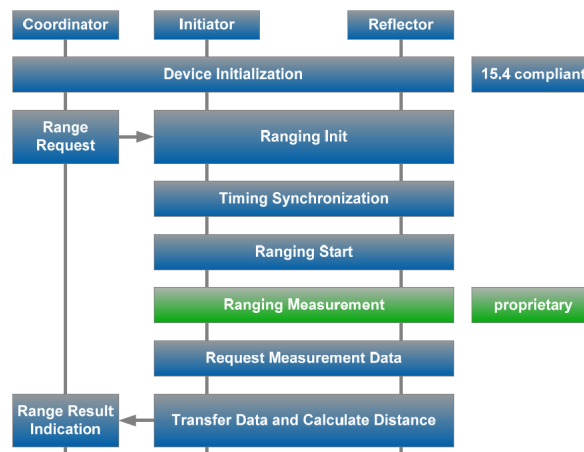 Coordinator Initiator Reflector
Device Initialization 15.4 compliant
Range
Request
Ranging Init
Timing Synchronization
Ranging Start
Ranging Measurement proprietary
Request Measurement Data
Range Result
Indication
Transfer Data and Calculate Distance